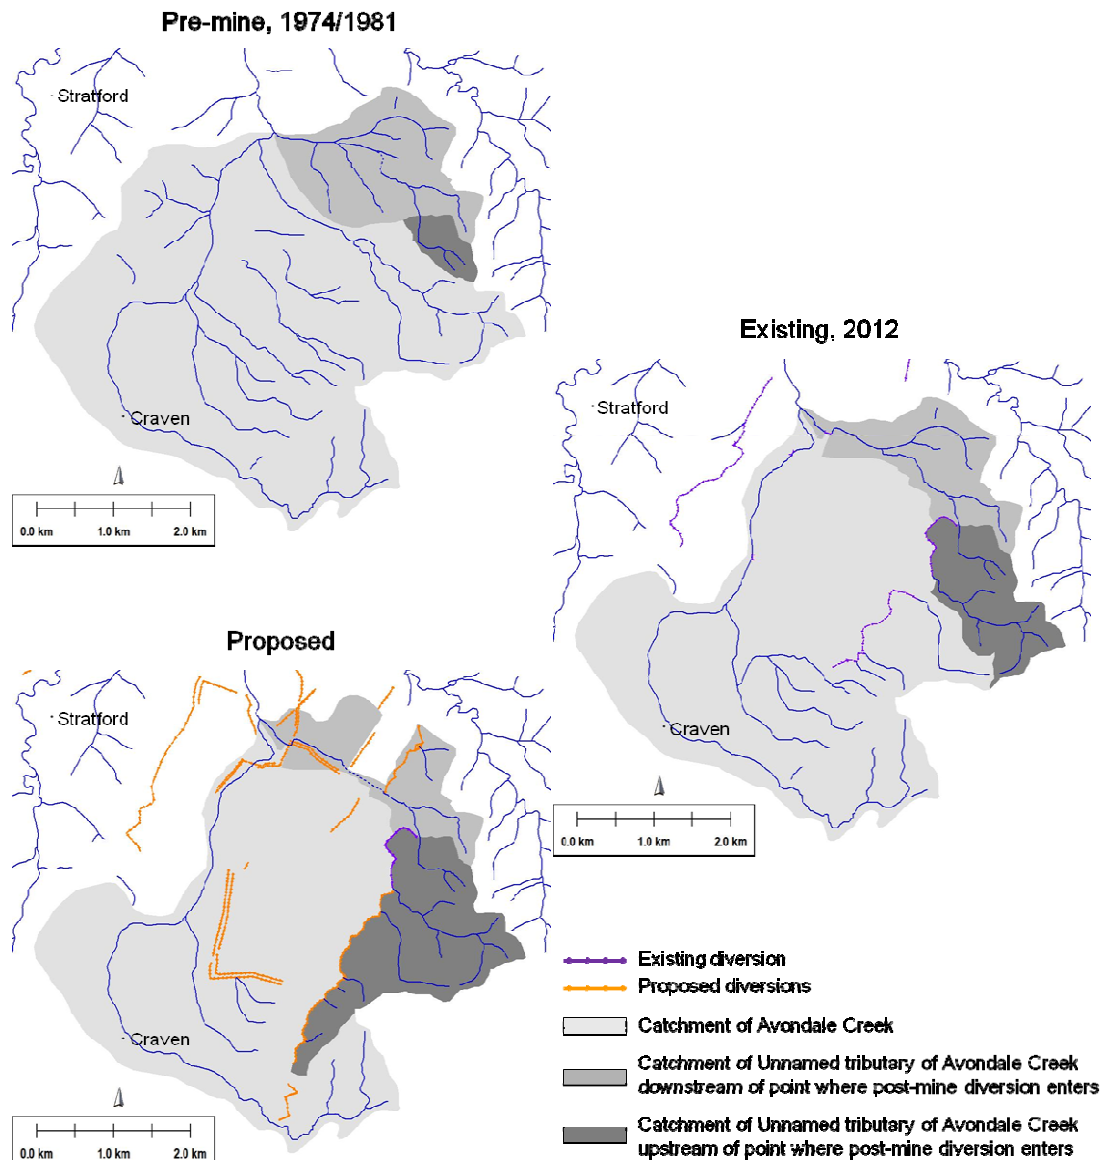 Pre-mine, 1974/1981
Stratford
Craven
0.0 km 1.0 km 2.0 km
Existing, 2012
Stratford
Craven
0.0 km 1.0 km 2.0 km
Proposed
Stratford
Craven
0.0 km 1.0 km 2.0 km
Existing diversion
Proposed diversions
Catchment of Avondale Creek
Catchment of Unnamed tributary of Avondale Creek
downstream of point where post-mine diversion enters
Catchment of Unnamed tributary of Avondale Creek
upstream of point where post-mine diversion enters